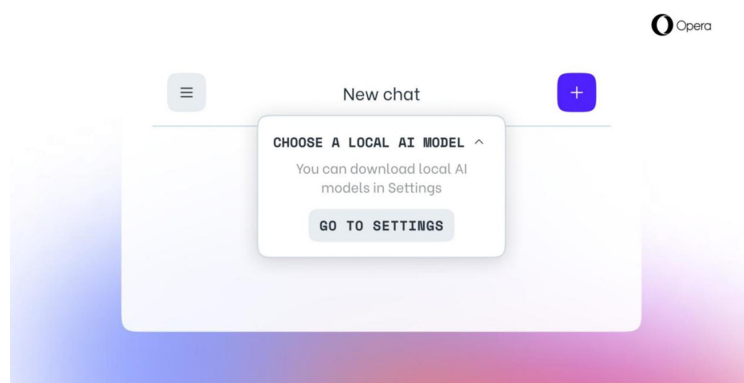 Opera
New chat
CHOOSE A LOCAL AI MODEL
You can download local AI
models in Settings
GO TO SETTINGS